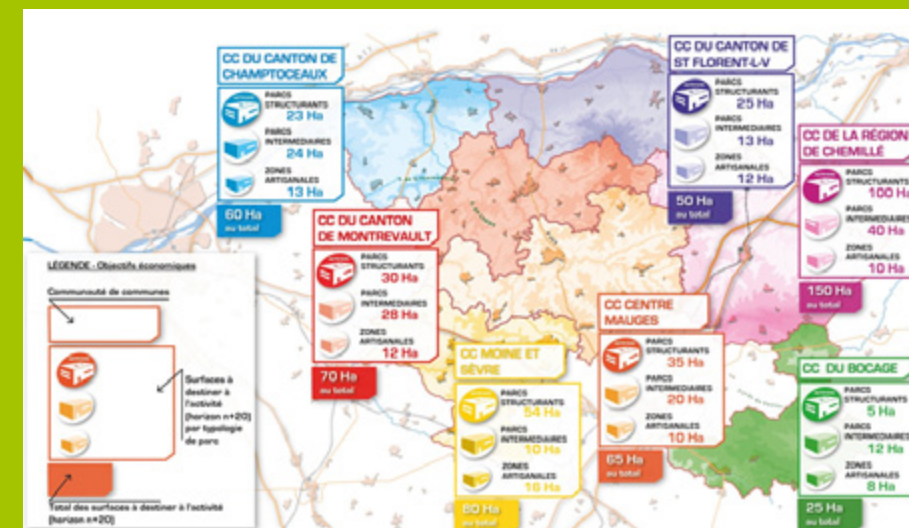 CC DU CANTON DE
CHAMPTOCEAUX
PARCS
STRUCTURANTS
23 Ha
PARCS
INTERMEDIAIRES
24 Ha
ZONES
ARTISANALES
13 Ha
60 Ha
au total
CC DU CANTON DE
ST FLORENT-L-V
PARCS
STRUCTURANTS
25 Ha
PARCS
INTERMEDIAIRES
13 Ha
ZONES
ARTISANALES
12 Ha
50 Ha
au total
CC DE LA RÉGION
DE CHEMILLÉ
PARCS
STRUCTURANTS
100 Ha
PARCS
INTERMEDIAIRES
40 Ha
ZONES
ARTISANALES
10 Ha
150 Ha
au total
CC DU CANTON
DE MONTREVAULT
PARCS
STRUCTURANTS
30 Ha
PARCS
INTERMEDIAIRES
28 Ha
ZONES
ARTISANALES
12 Ha
70 Ha
au total
CC CENTRE
MAUGES
PARCS
STRUCTURANTS
35 Ha
PARCS
INTERMEDIAIRES
20 Ha
ZONES
ARTISANALES
10 Ha
65 Ha
au total
CC MOINE ET
SÈVRE
PARCS
STRUCTURANTS
54 Ha
PARCS
INTERMEDIAIRES
10 Ha
ZONES
ARTISANALES
16 Ha
80 Ha
au total
CC DU BOCAGE
PARCS
STRUCTURANTS
5 Ha
PARCS
INTERMEDIAIRES
12 Ha
ZONES
ARTISANALES
8 Ha
25 Ha
au total
LÉGENDE - Objectifs économiques
Communauté de communes
Surfaces à
destiner à
l'activité
(horizon n+20)
par typologie
de parc
Total des surfaces à destiner à l'activité
(horizon n+20)